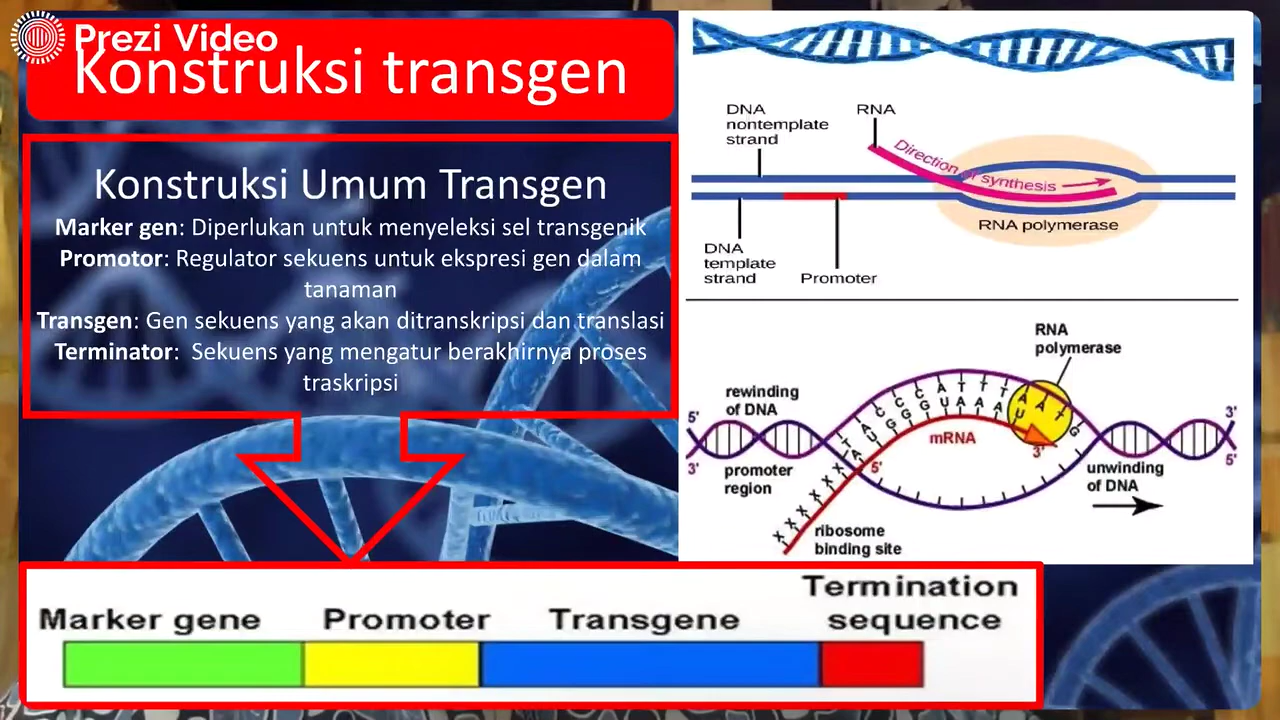 Prezi Video
Konstruksi transgen
Konstruksi Umum Transgen
Marker gen: Diperlukan untuk menyeleksi sel transgenik
Promotor: Regulator sekuens untuk ekspresi gen dalam
tanaman
Transgen: Gen sekuens yang akan ditranskripsi dan translasi
Terminator: Sekuens yang mengatur berakhirnya proses
traskripsi
DNA
nontemplate
strand
RNA
Direction of synthesis
RNA polymerase
DNA
template
strand
Promoter
RNA
polymerase
rewinding
of DNA
5'
3'
T A C C C A T T T A A T G
A U G G G U A A A U
mRNA
3'
5'
3'
5'
promoter
region
unwinding
of DNA
X X X X X X
ribosome
binding site
Marker gene
Promoter
Transgene
Termination
sequence